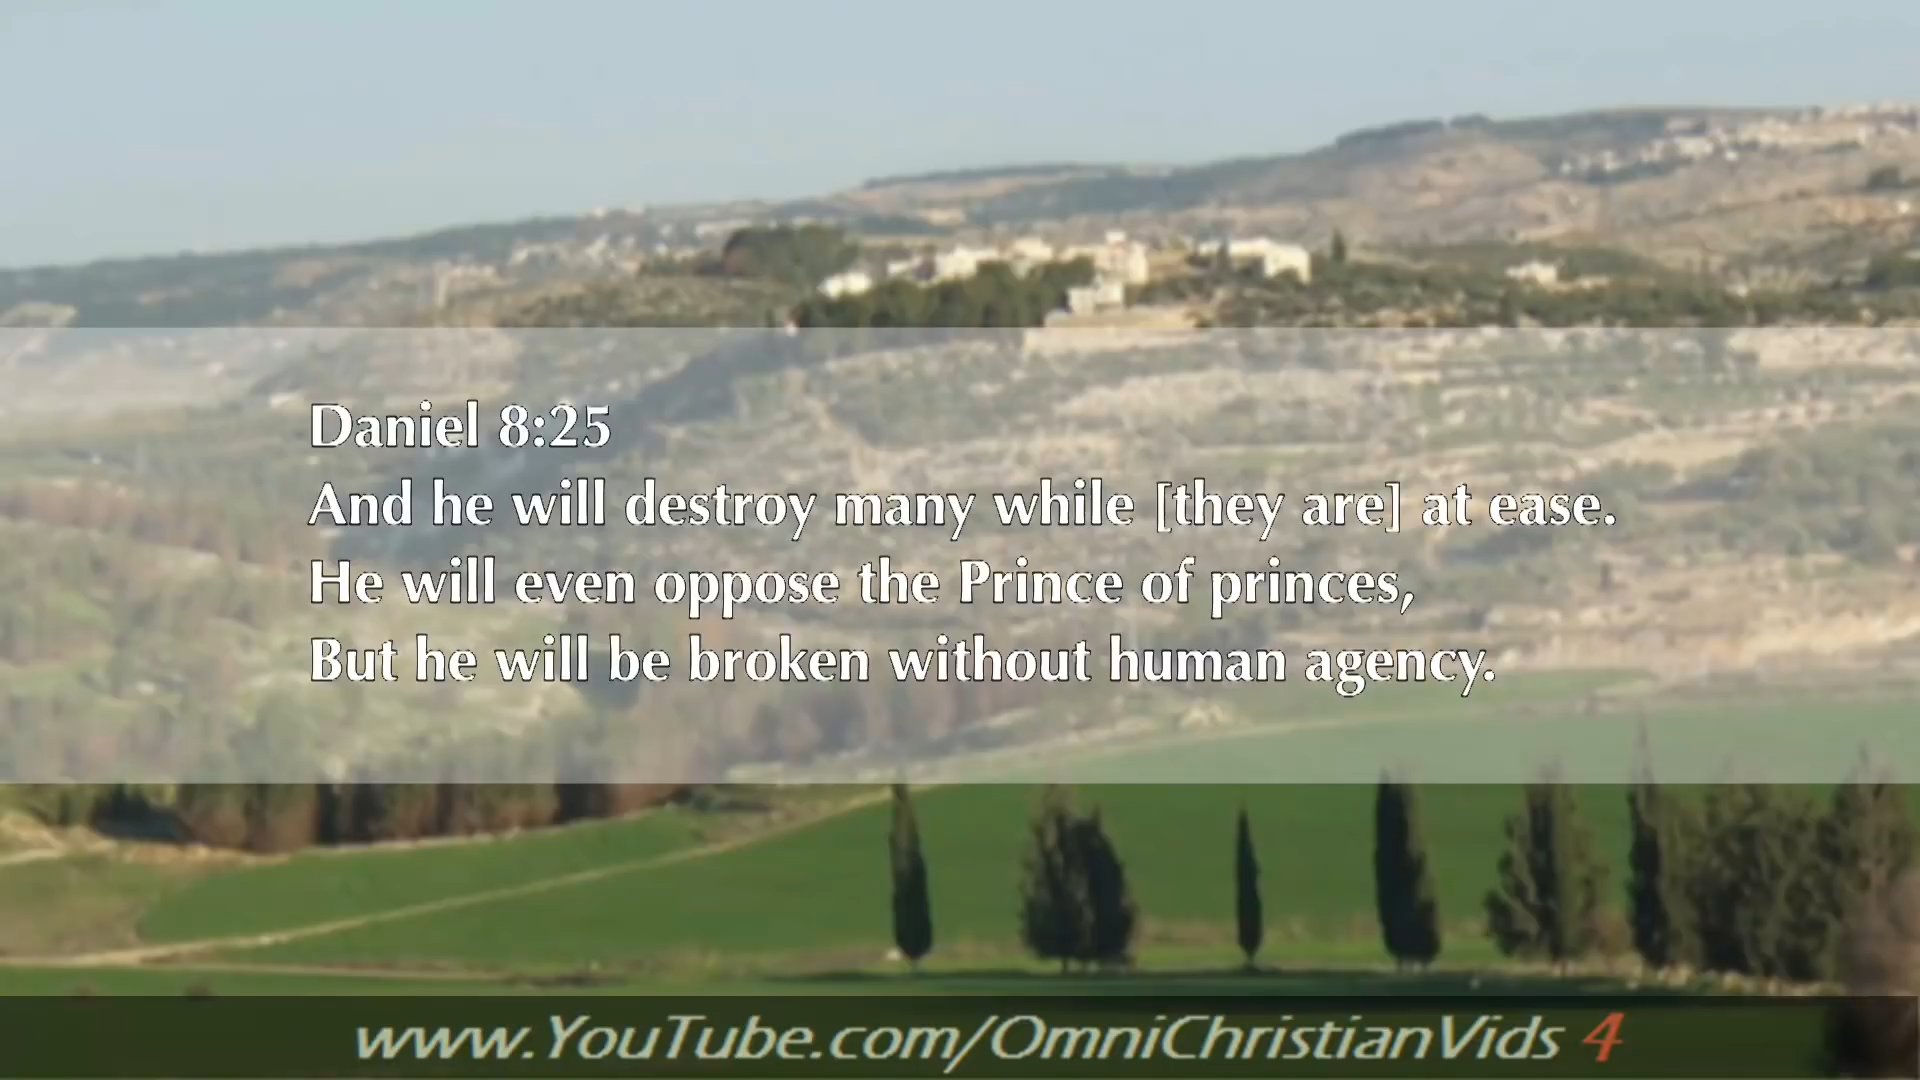 Daniel 8:25
And he will destroy many while [they are] at ease.
He will even oppose the Prince of princes,
But he will be broken without human agency.
www.YouTube.com/OmniChristianVids 4